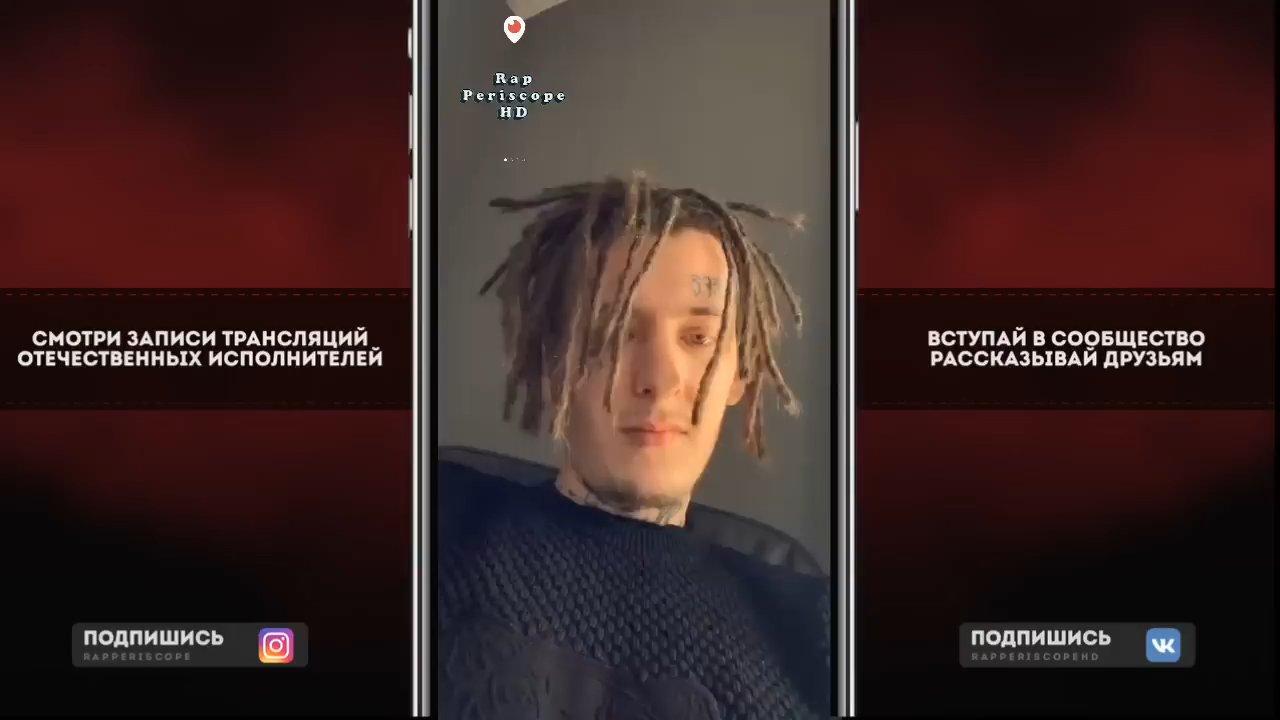 Rap
Periscope
HD
СМОТРИ ЗАПИСИ ТРАНСЛЯЦИЙ
ОТЕЧЕСТВЕННЫХ ИСПОЛНИТЕЛЕЙ
ВСТУПАЙ В СООБЩЕСТВО
РАССКАЗЫВАЙ ДРУЗЬЯМ
ПОДПИШИСЬ
RAPPERISCOPE
ПОДПИШИСЬ
RAPPERISCOPEHD